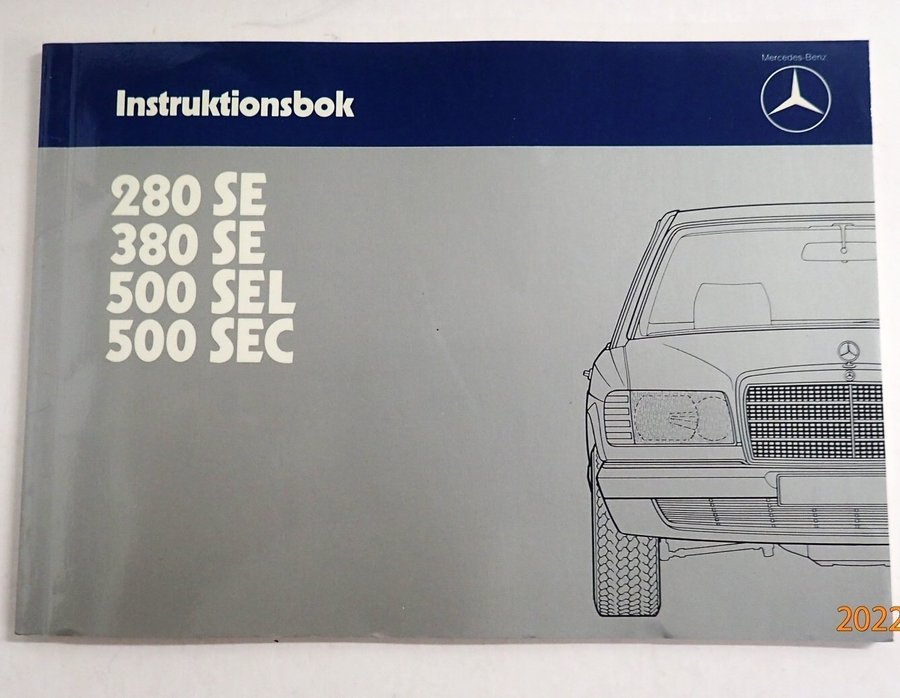 Mercedes-Benz
Instruktionsbok
280 SE
380 SE
500 SEL
500 SEC
2022